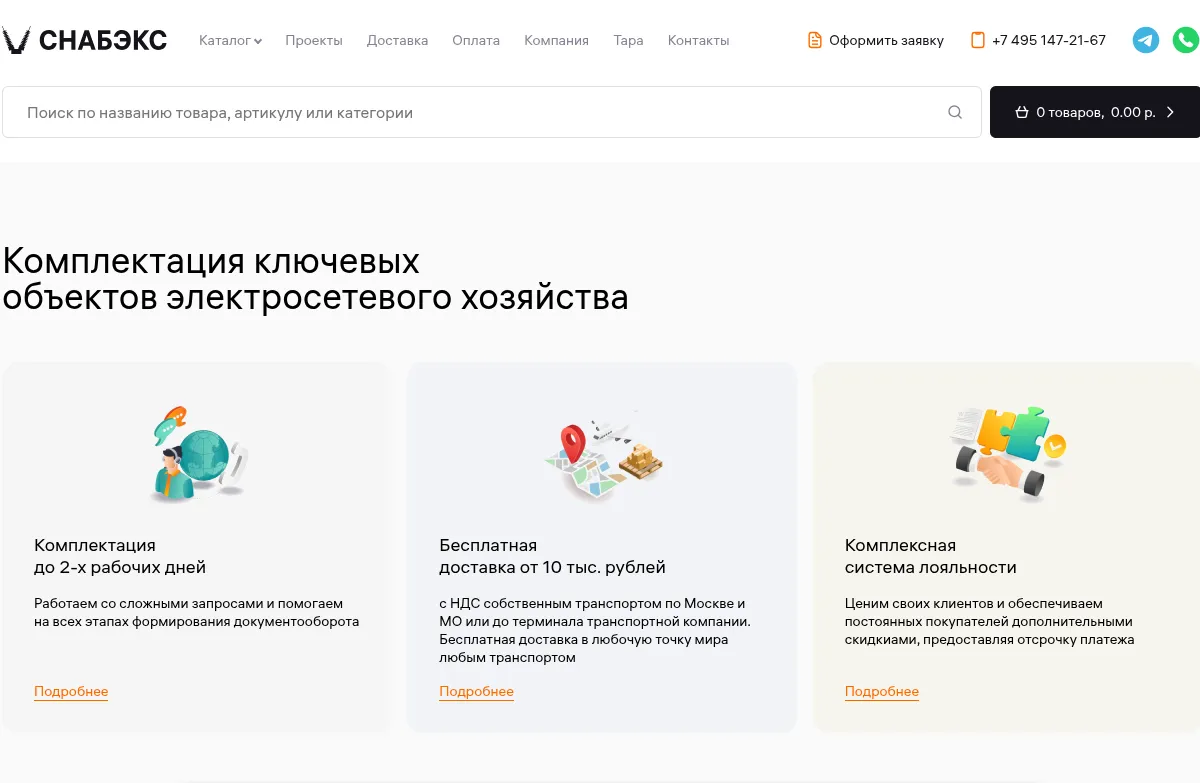 СНАБЭКС
Каталог Проекты Доставка Оплата Компания Тара Контакты Оформить заявку +7 495 147-21-67
Поиск по названию товара, артикулу или категории
0 товаров, 0.00 р.
Комплектация ключевых
объектов электросетевого хозяйства
Комплектация
до 2-х рабочих дней
Работаем со сложными запросами и помогаем
на всех этапах формирования документооборота
Подробнее
Бесплатная
доставка от 10 тыс. рублей
с НДС собственным транспортом по Москве и
МО или до терминала транспортной компании.
Бесплатная доставка в любочую точку мира
любым транспортом
Подробнее
Комплексная
система лояльности
Ценим своих клиентов и обеспечиваем
постоянных покупателей дополнительными
скидкиами, предоставляя отсрочку платежа
Подробнее